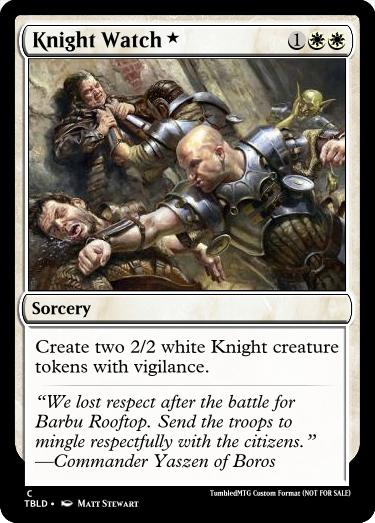 Knight Watch ★ 1
Sorcery
Create two 2/2 white Knight creature
tokens with vigilance.
“We lost respect after the battle for
Barbu Rooftop. Send the troops to
mingle respectfully with the citizens.”
—Commander Yaszen of Boros
C
TBLD • Matt Stewart
TumbledMTG Custom Format (NOT FOR SALE)